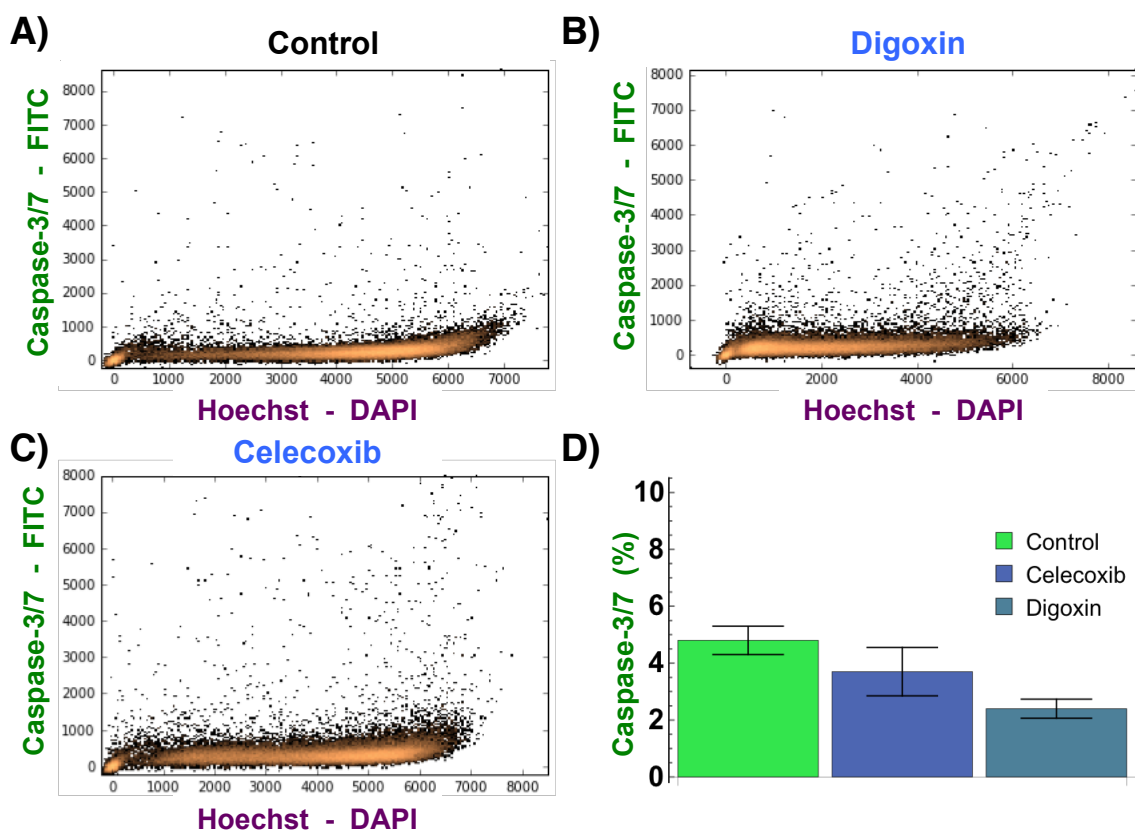 A)
Control
Caspase-3/7 - FITC
8000
7000
6000
5000
4000
3000
2000
1000
0
0 1000 2000 3000 4000 5000 6000 7000
Hoechst - DAPI
B)
Digoxin
Caspase-3/7 - FITC
8000
7000
6000
5000
4000
3000
2000
1000
0
0 2000 4000 6000 8000
Hoechst - DAPI
C)
Celecoxib
Caspase-3/7 - FITC
8000
7000
6000
5000
4000
3000
2000
1000
0
0 1000 2000 3000 4000 5000 6000 7000 8000
Hoechst - DAPI
D)
Caspase-3/7 (%)
10
8
6
4
2
0
Control
Celecoxib
Digoxin